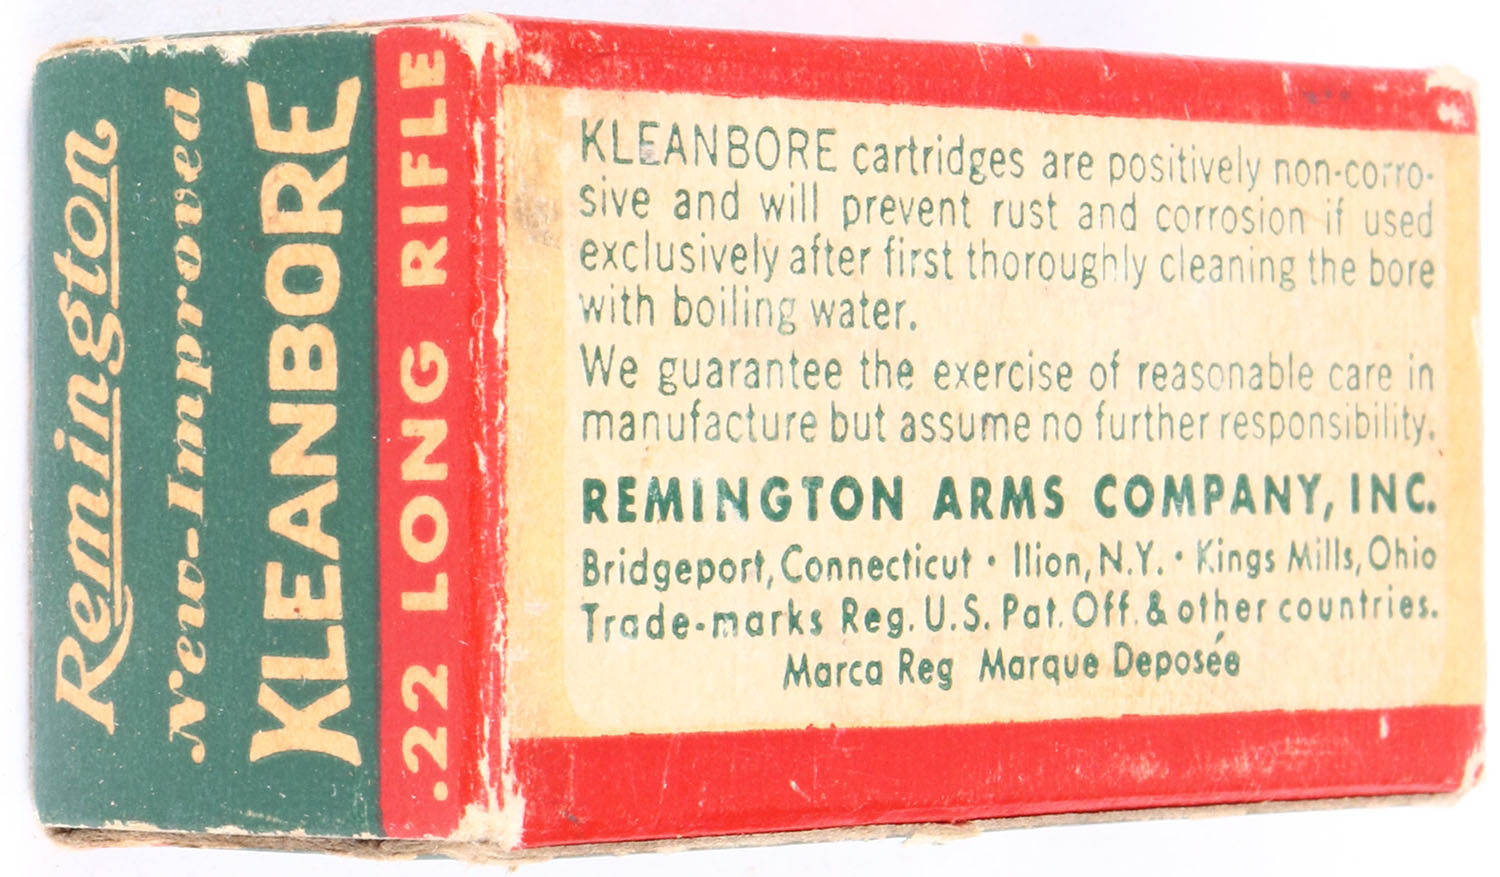 Remington
New-Improved
KLEANBORE
.22 LONG RIFLE
KLEANBORE cartridges are positively non-corro-
sive and will prevent rust and corrosion if used
exclusively after first thoroughly cleaning the bore
with boiling water.
We guarantee the exercise of reasonable care in
manufacture but assume no further responsibility.
REMINGTON ARMS COMPANY, INC.
Bridgeport, Connecticut • Ilion, N.Y. • Kings Mills, Ohio
Trade-marks Reg. U.S. Pat. Off. & other countries.
Marca Reg Marque Deposée